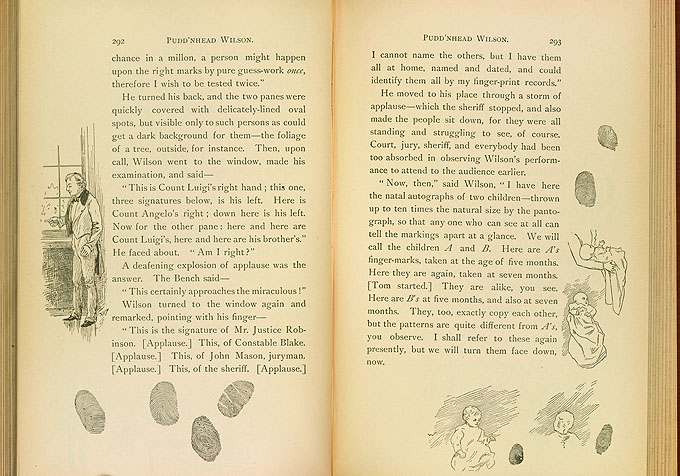 292
PUDD'NHEAD WILSON.
chance in a millon, a person might happen
upon the right marks by pure guess-work once,
therefore I wish to be tested twice."
He turned his back, and the two panes were
quickly covered with delicately-lined oval
spots, but visible only to such persons as could
get a dark background for them—the foliage
of a tree, outside, for instance. Then, upon
call, Wilson went to the window, made his
examination, and said—
"This is Count Luigi's right hand; this one,
three signatures below, is his left. Here is
Count Angelo's right; down here is his left.
Now for the other pane: here and here are
Count Luigi's, here and here are his brother's."
He faced about. "Am I right?"
A deafening explosion of applause was the
answer. The Bench said—
"This certainly approaches the miraculous!"
Wilson turned to the window again and
remarked, pointing with his finger—
"This is the signature of Mr. Justice Rob-
inson. [Applause.] This, of Constable Blake.
[Applause.] This, of John Mason, juryman.
[Applause.] This, of the sheriff. [Applause.]
PUDD'NHEAD WILSON.
293
I cannot name the others, but I have them
all at home, named and dated, and could
identify them all by my finger-print records."
He moved to his place through a storm of
applause—which the sheriff stopped, and also
made the people sit down, for they were all
standing and struggling to see, of course.
Court, jury, sheriff, and everybody had been
too absorbed in observing Wilson's perform-
ance to attend to the audience earlier.
"Now, then," said Wilson, "I have here
the natal autographs of two children—thrown
up to ten times the natural size by the panto-
graph, so that any one who can see at all can
tell the markings apart at a glance. We will
call the children A and B. Here are A's
finger-marks, taken at the age of five months.
Here they are again, taken at seven months.
[Tom started.] They are alike, you see.
Here are B's at five months, and also at seven
months. They, too, exactly copy each other,
but the patterns are quite different from A's,
you observe. I shall refer to these again
presently, but we will turn them face down,
now.